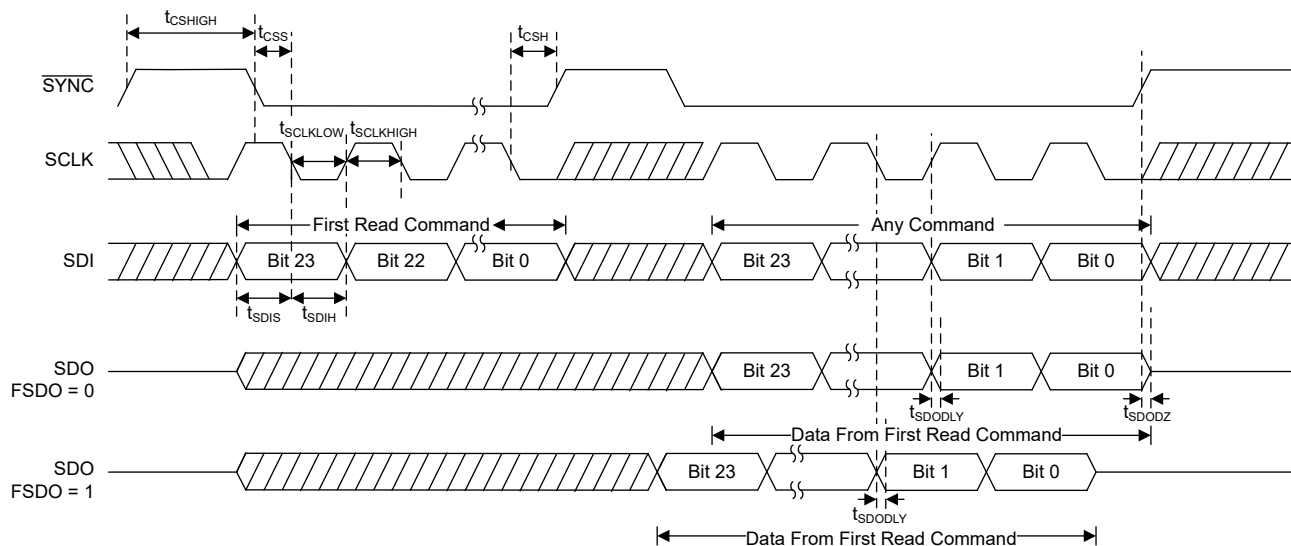 tCSHIGH
tCSS
tCSH
SYNC
tSCLKLOW tSCLKHIGH
SCLK
First Read Command
Any Command
SDI
Bit 23 Bit 22 Bit 0 Bit 23 Bit 1 Bit 0
tSDIS tSDIH
SDO
FSDO = 0
Bit 23 Bit 1 Bit 0
tSDODLY tSDODZ
Data From First Read Command
SDO
FSDO = 1
Bit 23 Bit 1 Bit 0
tSDODLY
Data From First Read Command